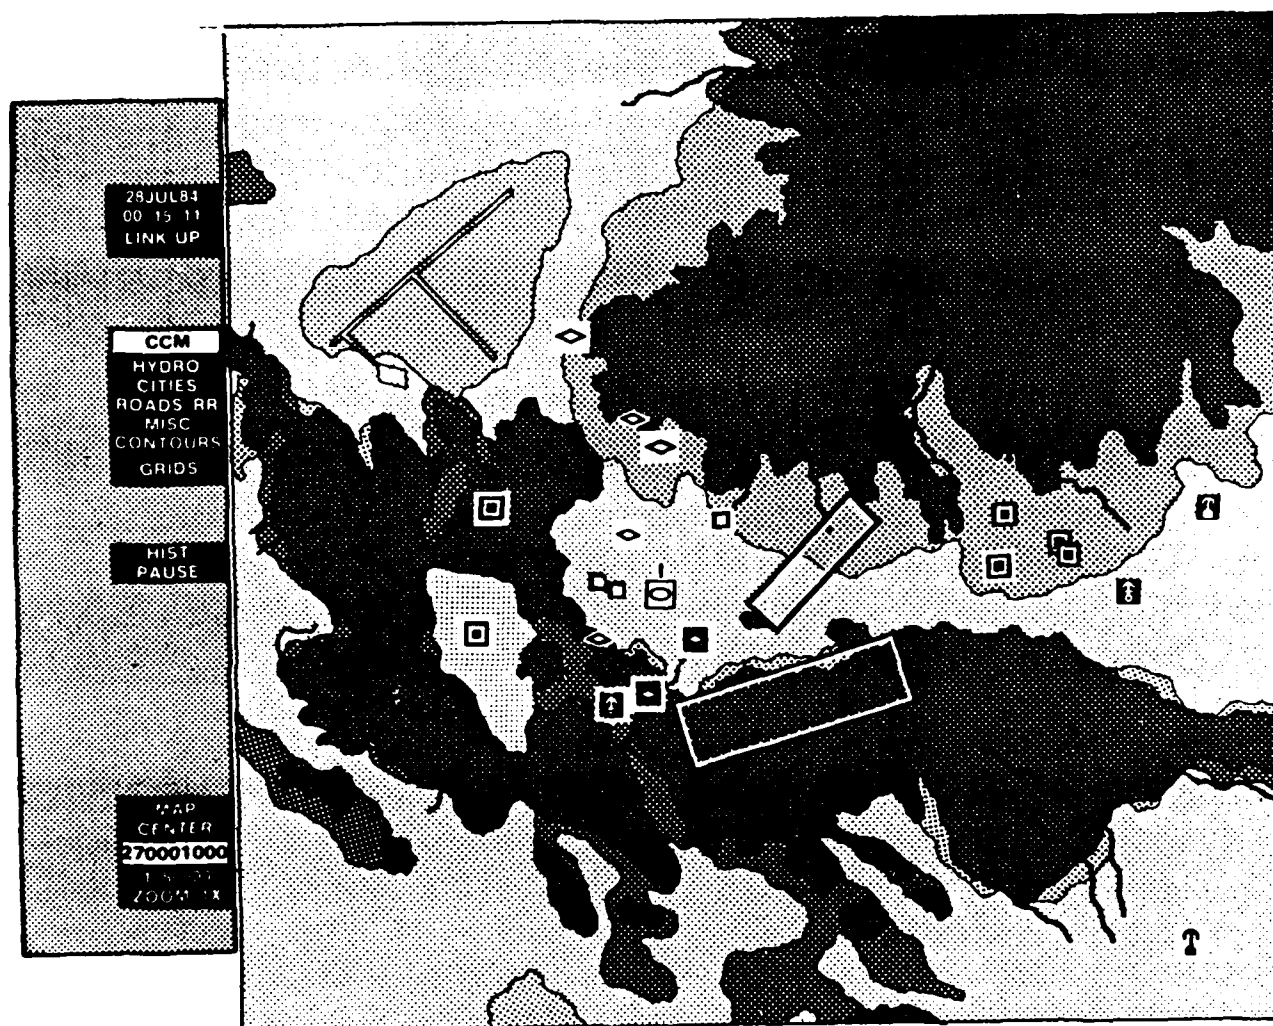 28JUL84
00 15 11
LINK UP
CCM
HYDRO
CITIES
ROADS RR
MISC
CONTOURS
GRIDS
HIST
PAUSE
MAP
CENTER
270001000
ZOOM 1X